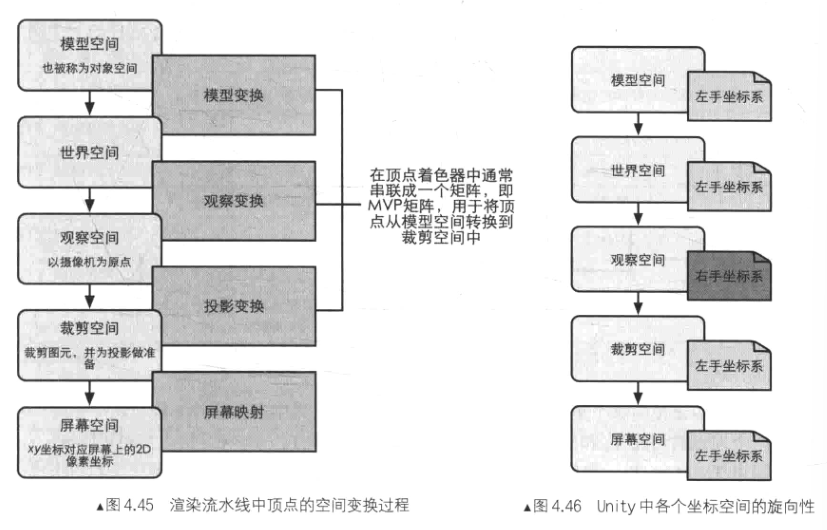 模型空间
也被称为对象空间
模型变换
世界空间
观察变换
观察空间
以摄像机为原点
投影变换
裁剪空间
裁剪图元，并为投影做准
备
屏幕映射
屏幕空间
xy坐标对应屏幕上的2D
像素坐标
在顶点着色器中通常
串联成一个矩阵，即
MVP矩阵，用于将顶
点从模型空间转换到
裁剪空间中
▲图 4.45 渲染流水线中顶点的空间变换过程
模型空间
左手坐标系
世界空间
左手坐标系
观察空间
右手坐标系
裁剪空间
左手坐标系
屏幕空间
左手坐标系
▲图 4.46 Unity 中各个坐标空间的旋向性